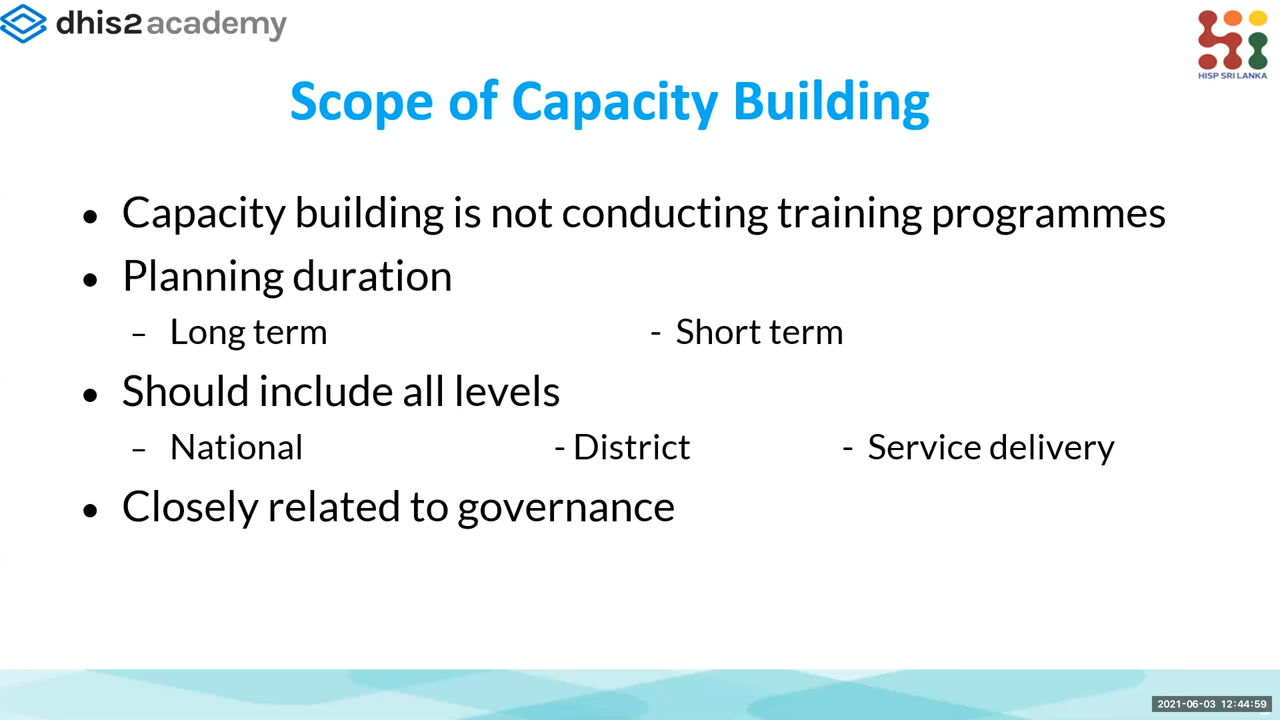 dhis2 academy
HISP SRI LANKA
Scope of Capacity Building
• Capacity building is not conducting training programmes
• Planning duration
– Long term - Short term
• Should include all levels
– National - District - Service delivery
• Closely related to governance
2021-06-03 12:44:59